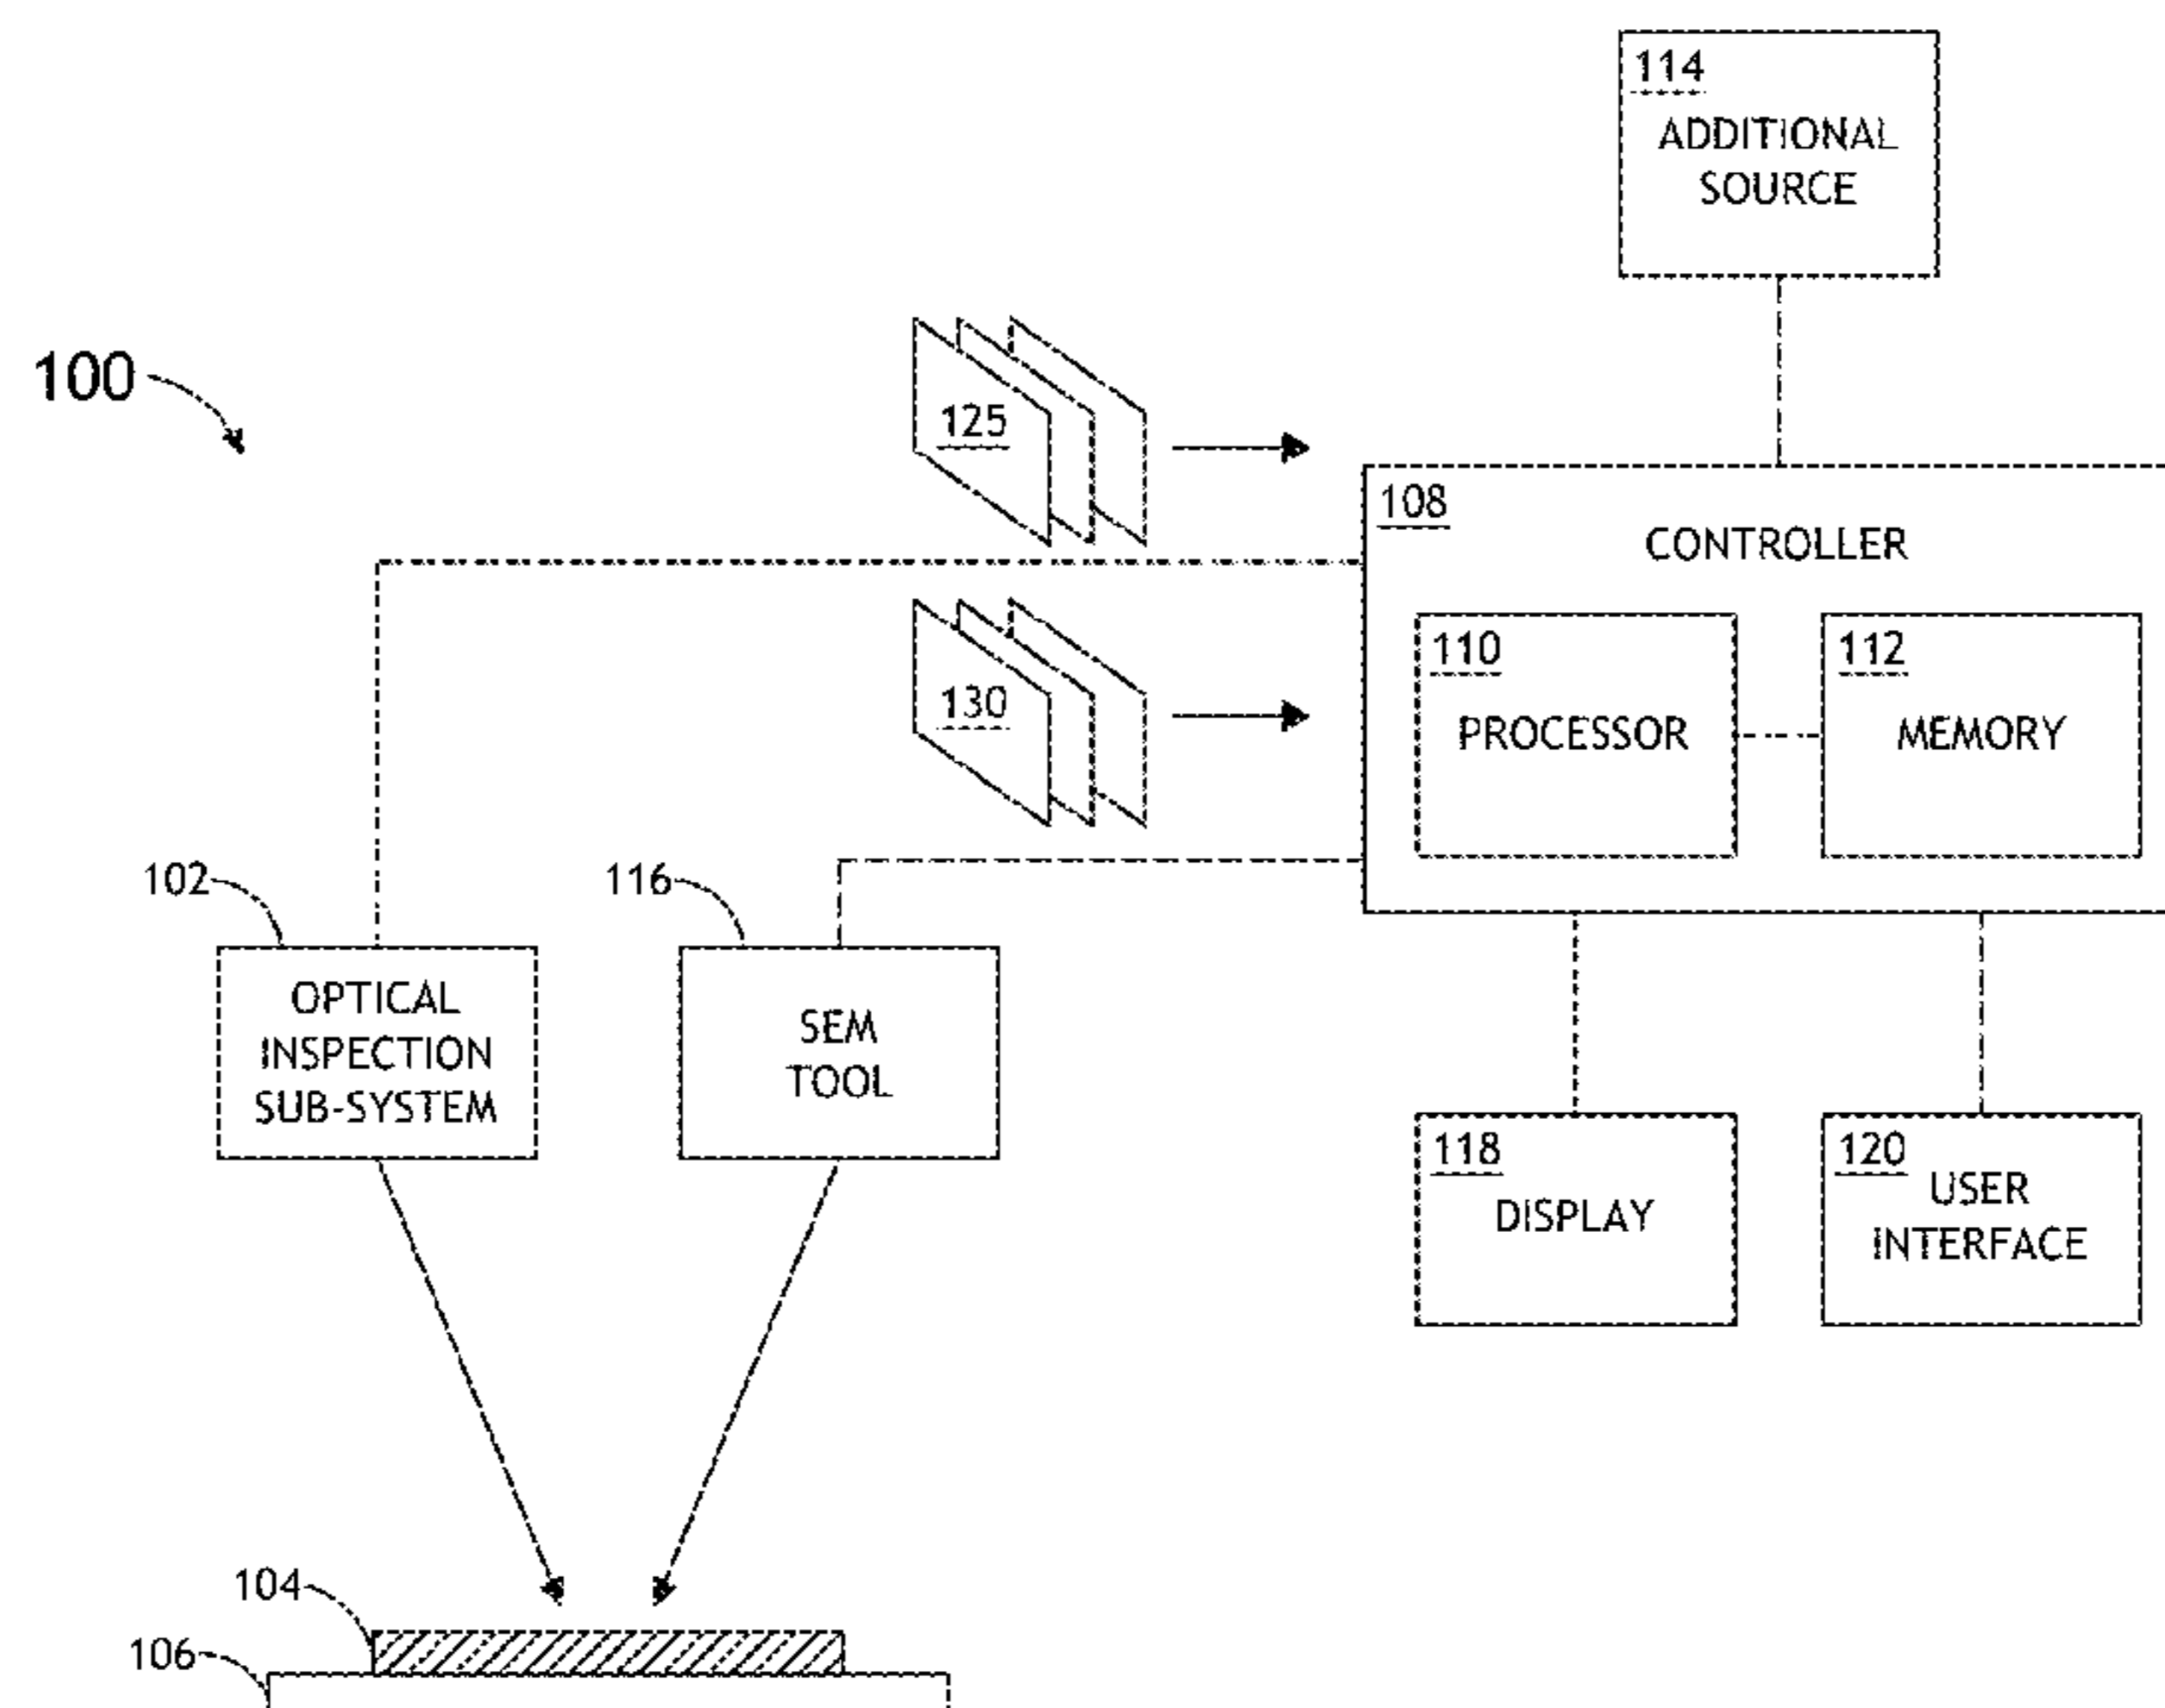 114
ADDITIONAL
SOURCE
100
125
108
CONTROLLER
110
PROCESSOR
112
MEMORY
130
102
OPTICAL
INSPECTION
SUB-SYSTEM
116
SEM
TOOL
118
DISPLAY
120
USER
INTERFACE
104
106